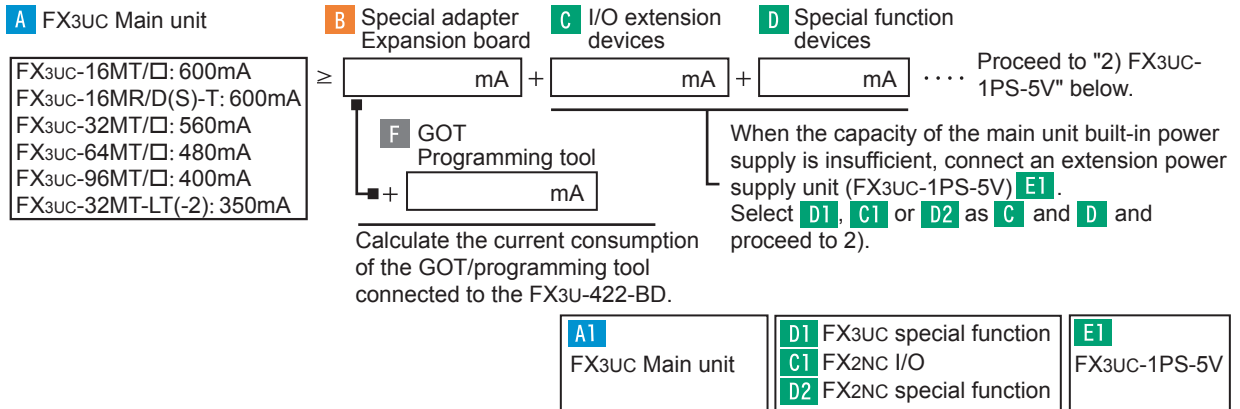 A FX3UC Main unit
B Special adapter
Expansion board
C I/O extension
devices
D Special function
devices
FX3UC-16MT/□: 600mA
FX3UC-16MR/D(S)-T: 600mA
FX3UC-32MT/□: 560mA
FX3UC-64MT/□: 480mA
FX3UC-96MT/□: 400mA
FX3UC-32MT-LT(-2): 350mA
≥ mA + mA + mA ····
Proceed to "2) FX3UC-
1PS-5V" below.
F GOT
Programming tool
+ mA
Calculate the current consumption
of the GOT/programming tool
connected to the FX3U-422-BD.
When the capacity of the main unit built-in power
supply is insufficient, connect an extension power
supply unit (FX3UC-1PS-5V) E1 .
Select D1, C1 or D2 as C and D and
proceed to 2).
A1
FX3UC Main unit
D1 FX3UC special function
C1 FX2NC I/O
D2 FX2NC special function
E1
FX3UC-1PS-5V